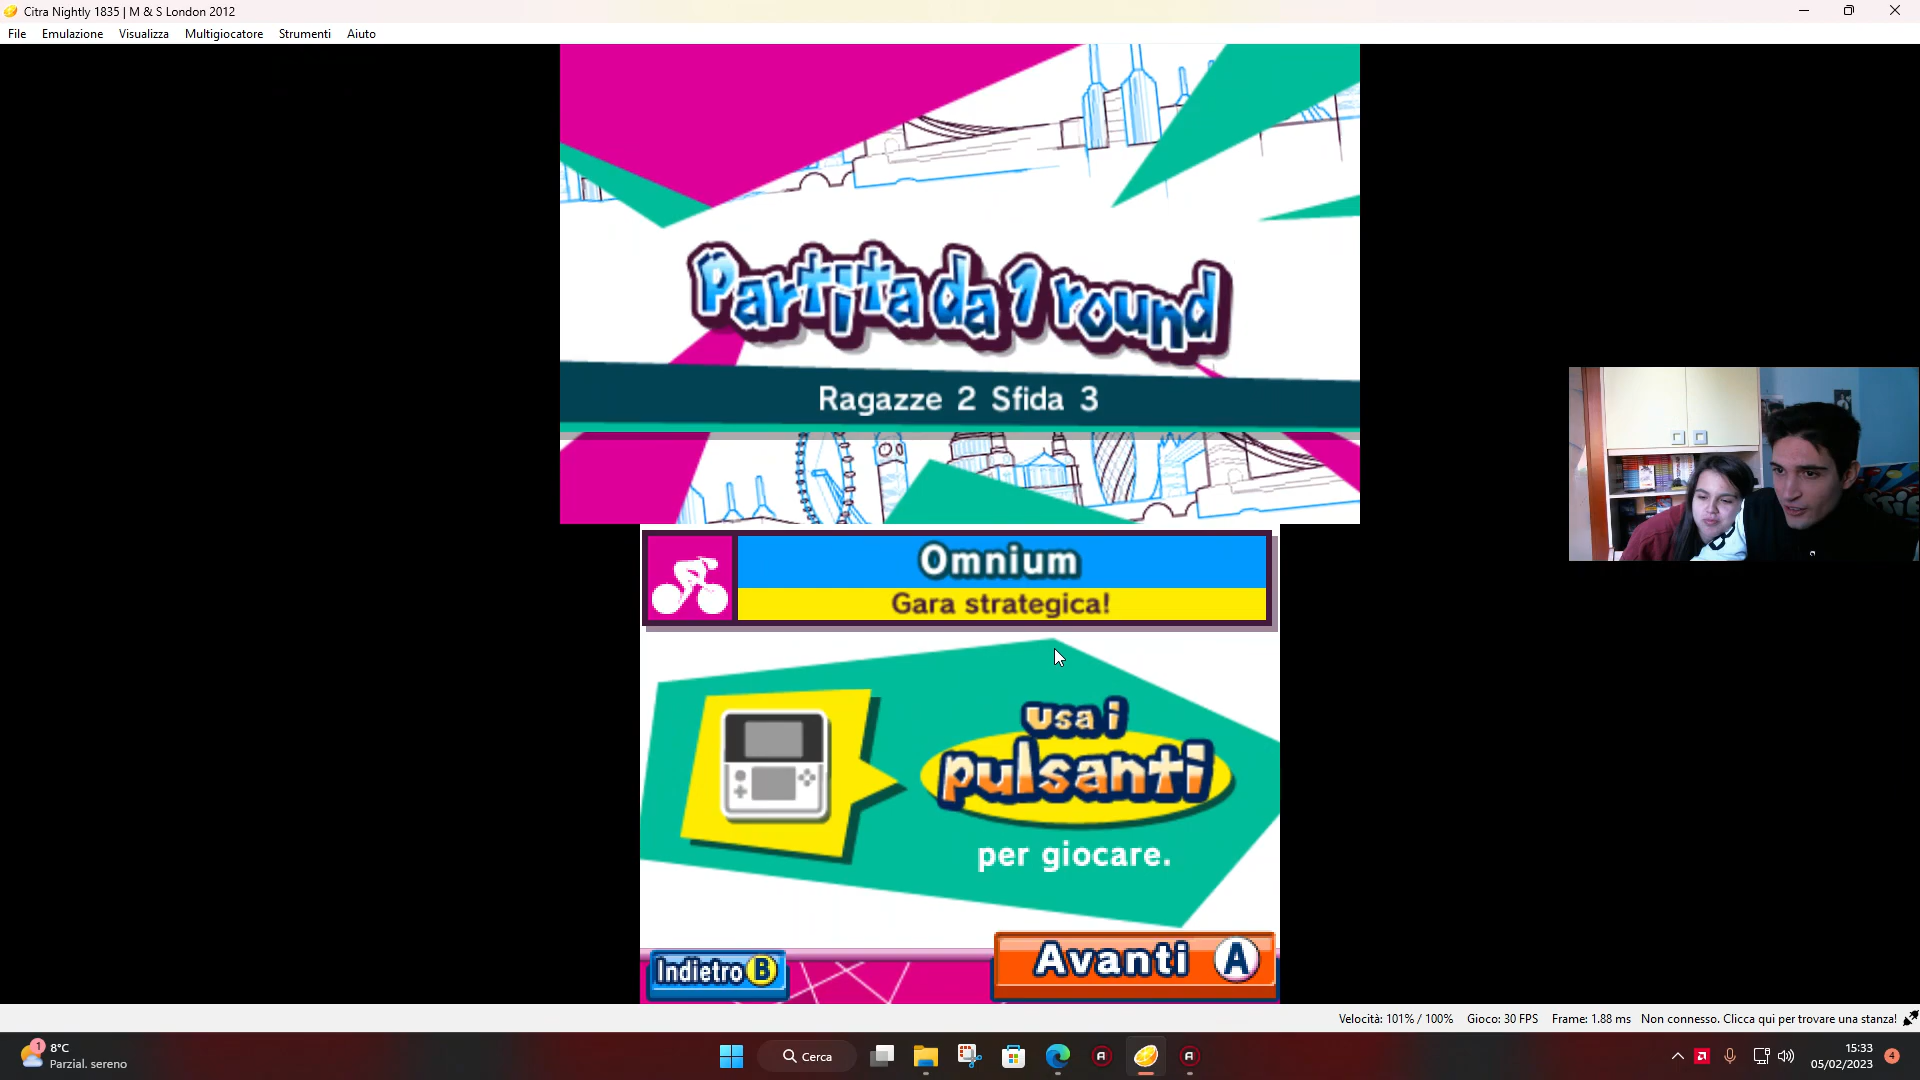 Citra Nightly 1835 | M & S London 2012
File Emulazione Visualizza Multigiocatore Strumenti Aiuto
Partita da 1 round
Ragazze 2 Sfida 3
Omnium
Gara strategica!
usa i
pulsanti
per giocare.
Indietro B
Avanti A
Velocità: 101% / 100% Gioco: 30 FPS Frame: 1.88 ms Non connesso. Clicca qui per trovare una stanza!
1
8°C
Parzial. sereno
Cerca
15:33
05/02/2023
4